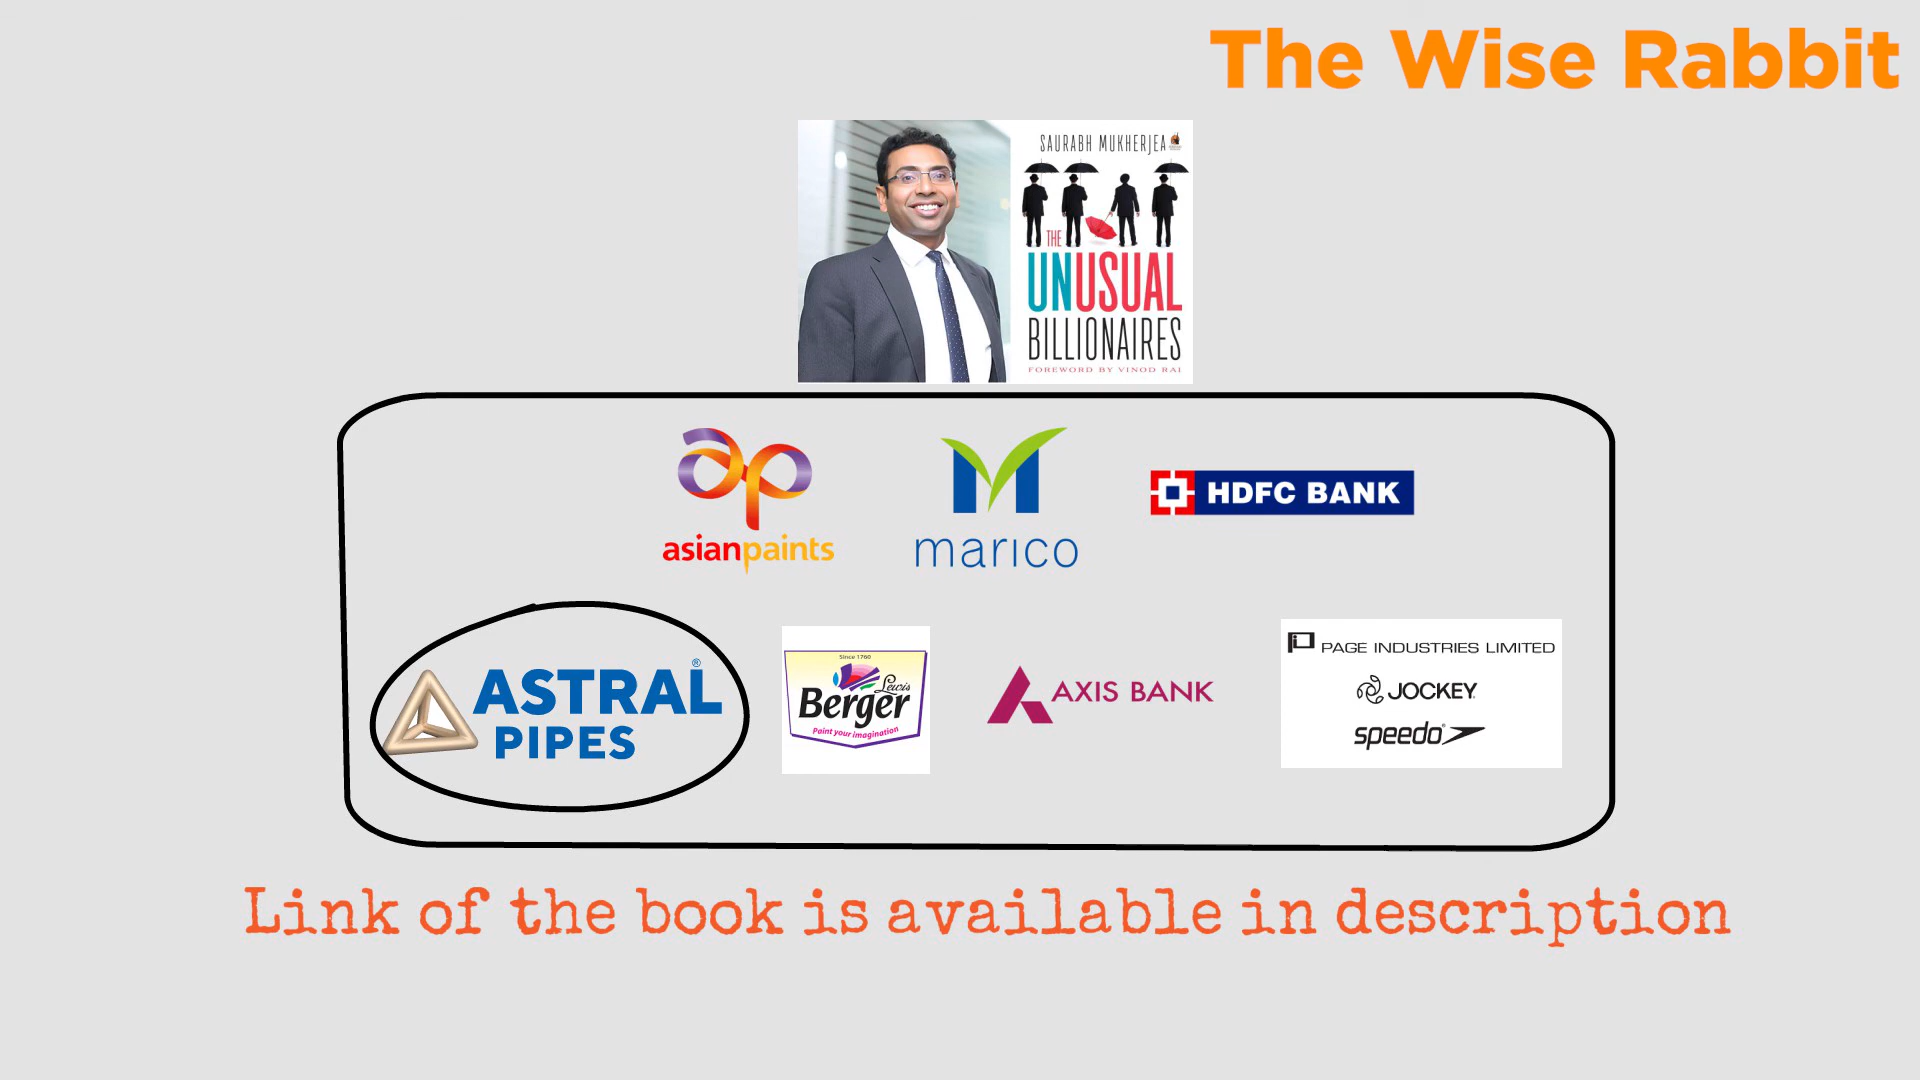 The Wise Rabbit
SAURABH MUKHERJEA
THE
UNUSUAL
BILLIONAIRES
FOREWORD BY VINOD RAI
asianpaints
marico
HDFC BANK
ASTRAL®
PIPES
Since 1760
Lewis
Berger
Paint your imagination
AXIS BANK
PAGE INDUSTRIES LIMITED
JOCKEY
speedo
Link of the book is available in description